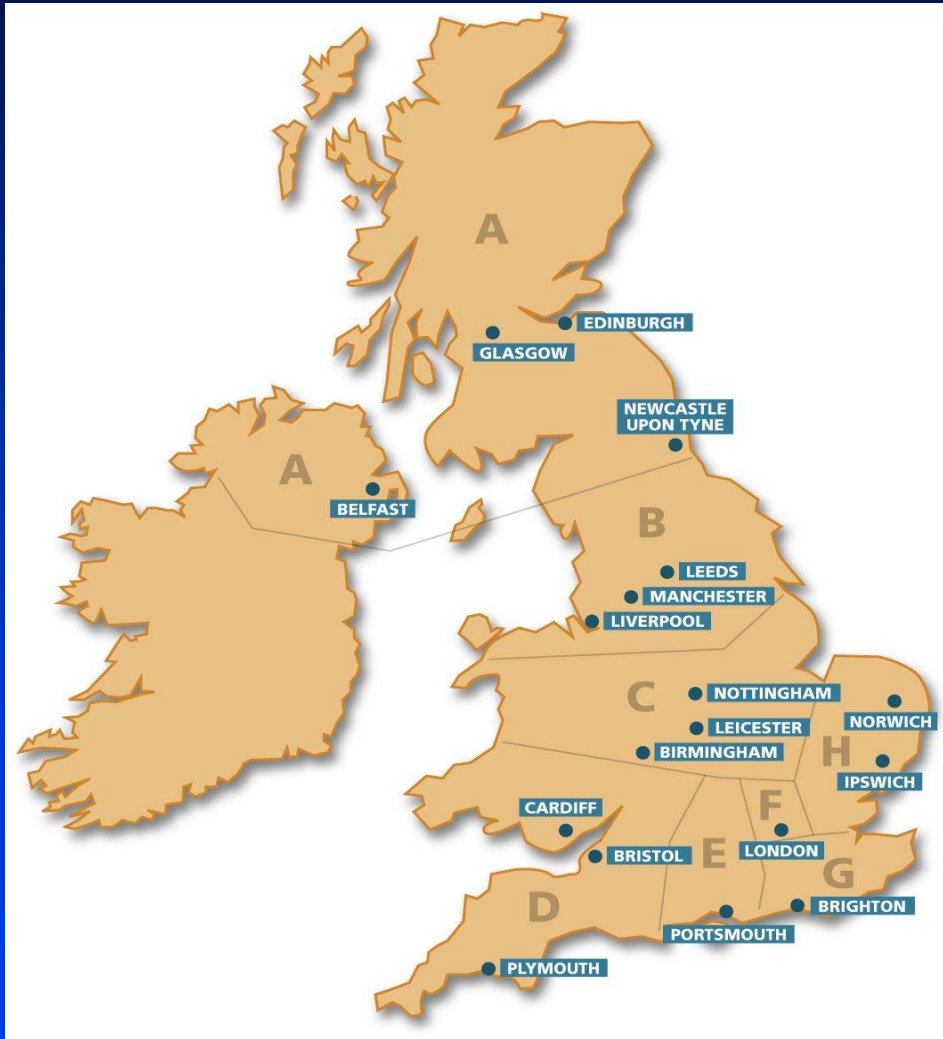 A
EDINBURGH
GLASGOW
NEWCASTLE
UPON TYNE
A
BELFAST
B
LEEDS
MANCHESTER
LIVERPOOL
C
NOTTINGHAM
NORWICH
LEICESTER
H
BIRMINGHAM
IPSWICH
CARDIFF
F
BRISTOL
E
LONDON
G
D
BRIGHTON
PORTSMOUTH
PLYMOUTH